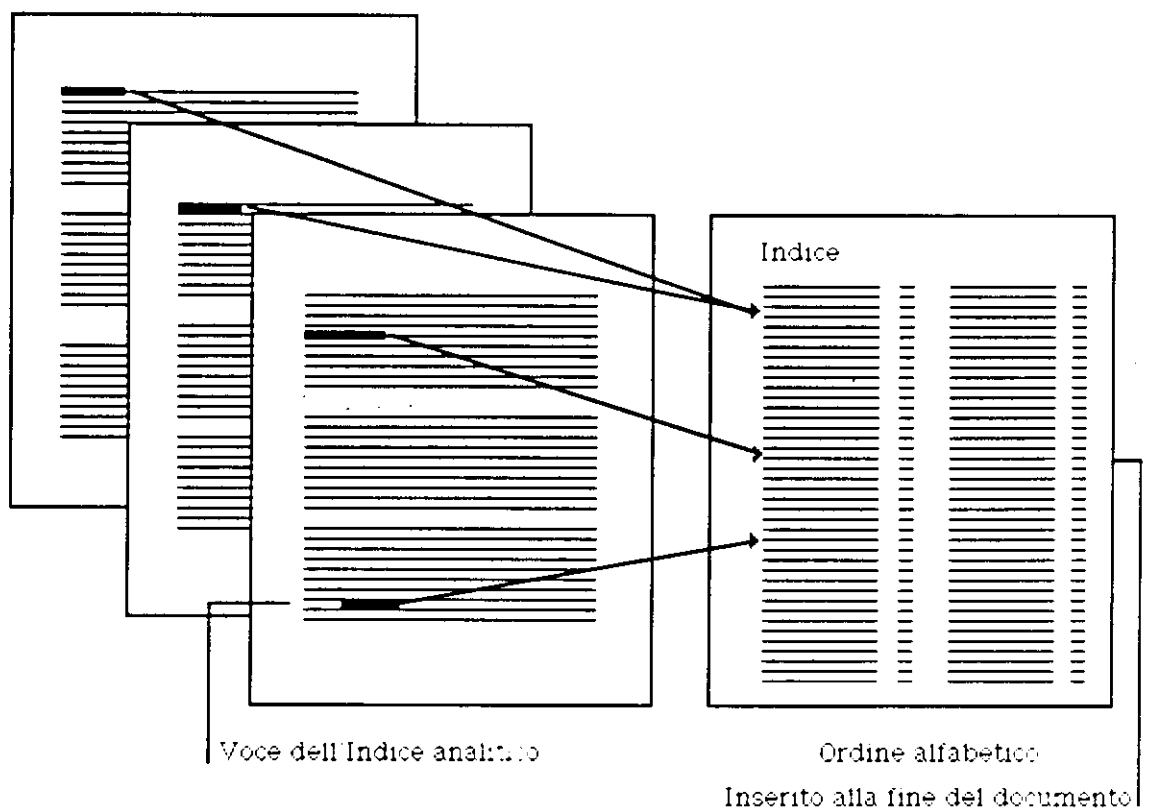 Indice
Voce dell'Indice analitico
Ordine alfabetico
Inserito alla fine del documento